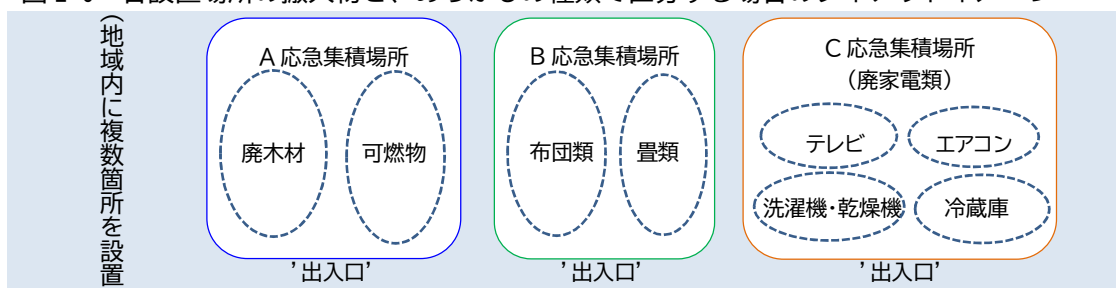 (地域内に複数箇所を設置
A応急集積場所
廃木材
可燃物
'出入口'
B応急集積場所
布団類
畳類
'出入口'
C応急集積場所
(廃家電類)
テレビ
エアコン
洗濯機・乾燥機
冷蔵庫
'出入口'